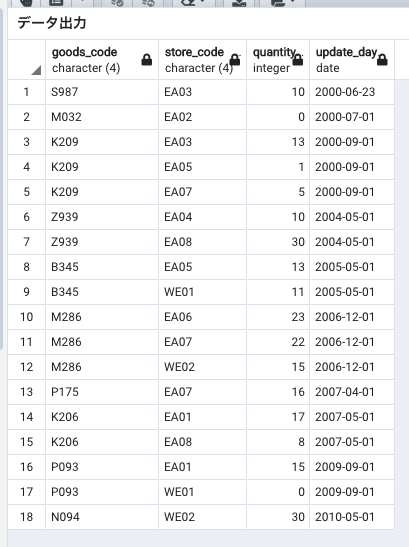 データ出力
goods_code store_code quantity update_day
character (4) character (4) integer date
1 S987 EA03 10 2000-06-23
2 M032 EA02 0 2000-07-01
3 K209 EA03 13 2000-09-01
4 K209 EA05 1 2000-09-01
5 K209 EA07 5 2000-09-01
6 Z939 EA04 10 2004-05-01
7 Z939 EA08 30 2004-05-01
8 B345 EA05 13 2005-05-01
9 B345 WE01 11 2005-05-01
10 M286 EA06 23 2006-12-01
11 M286 EA07 22 2006-12-01
12 M286 WE02 15 2006-12-01
13 P175 EA07 16 2007-04-01
14 K206 EA01 17 2007-05-01
15 K206 EA08 8 2007-05-01
16 P093 EA01 15 2009-09-01
17 P093 WE01 0 2009-09-01
18 N094 WE02 30 2010-05-01